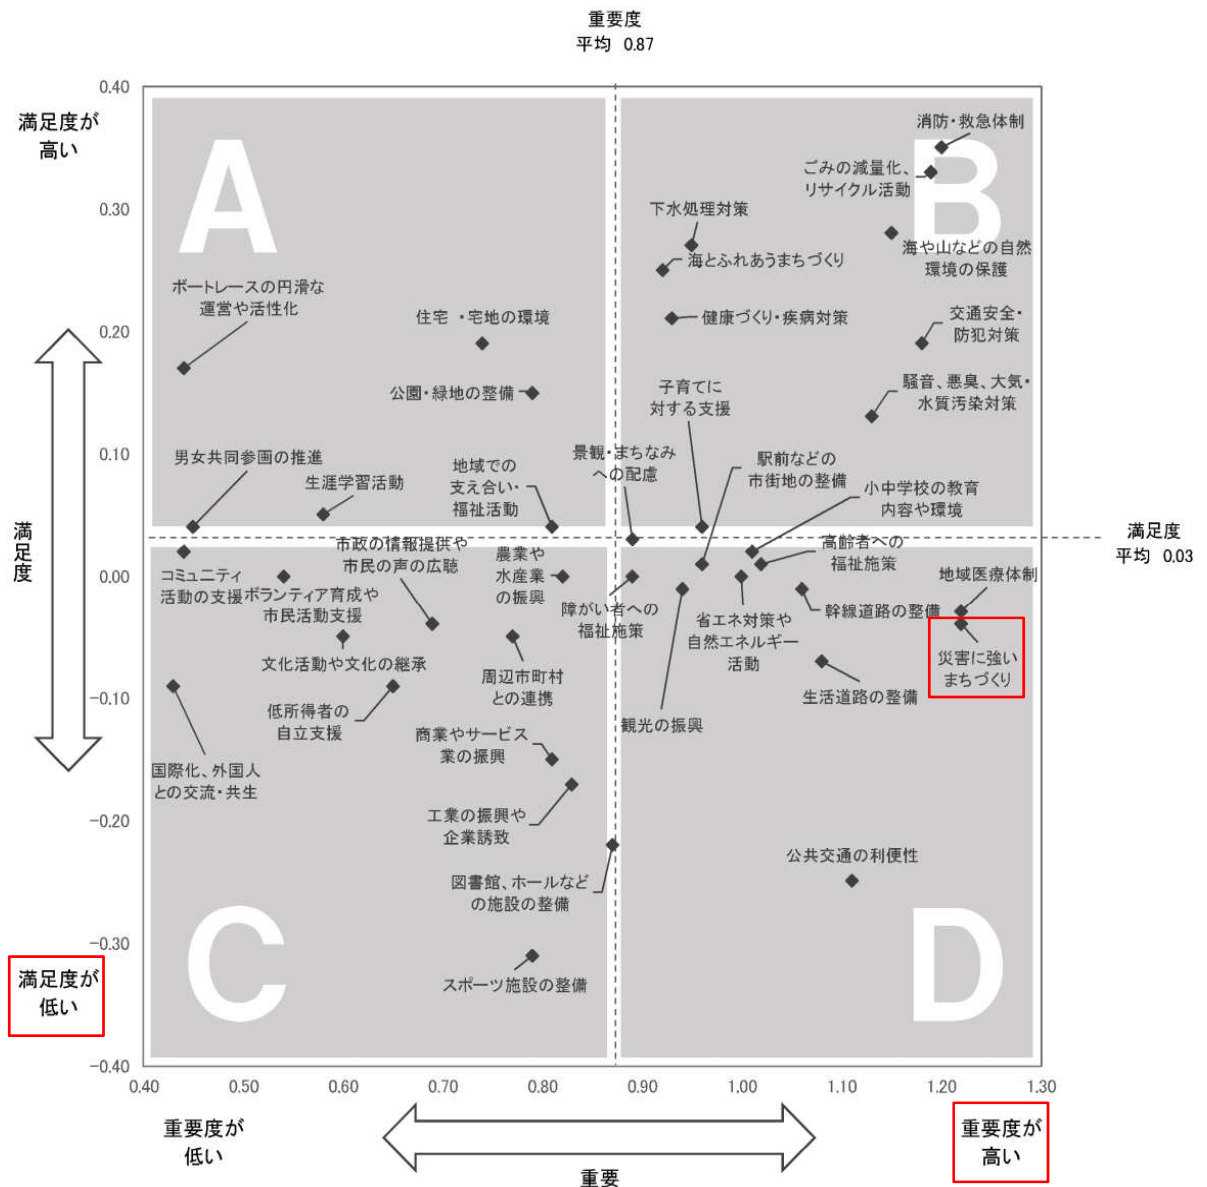 重要度
平均 0.87
0.40
満足度が
高い
A
B
消防・救急体制
ごみの減量化、
リサイクル活動
0.30
下水処理対策
海とふれあうまちづくり
海や山などの自然
環境の保護
ボートレースの円滑な
運営や活性化
住宅 ・宅地の環境
健康づくり・疾病対策
交通安全・
防犯対策
0.20
公園・緑地の整備
子育てに
対する支援
騒音、悪臭、大気・
水質汚染対策
0.10
男女共同参画の推進
生涯学習活動
地域での
支え合い・
福祉活動
景観・まちなみ
への配慮
駅前などの
市街地の整備
小中学校の教育
内容や環境
満足度
満足度
平均 0.03
市政の情報提供や
市民の声の広聴
農業や
水産業
の振興
高齢者への
福祉施策
0.00
コミュニティ
活動の支援
ボランティア育成や
市民活動支援
障がい者への
福祉施策
省エネ対策や
自然エネルギー
活動
幹線道路の整備
地域医療体制
災害に強い
まちづくり
文化活動や文化の継承
周辺市町村
との連携
生活道路の整備
−0.10
低所得者の
自立支援
商業やサービス
業の振興
観光の振興
国際化、外国人
との交流・共生
工業の振興や
企業誘致
−0.20
図書館、ホールなど
の施設の整備
公共交通の利便性
−0.30
C
D
満足度が
低い
スポーツ施設の整備
−0.40
0.40
0.50
0.60
0.70
0.80
0.90
1.00
1.10
1.20
1.30
重要度が
低い
重要
重要度が
高い